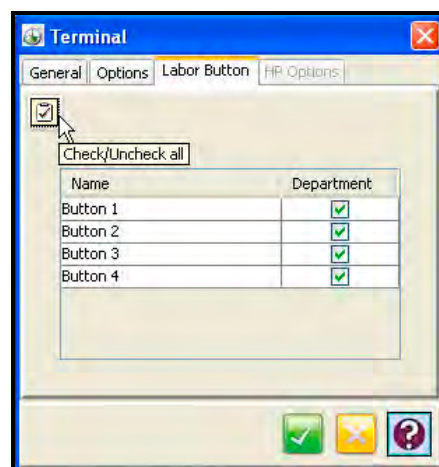 Terminal
General Options Labor Button HP Options
Check/Uncheck all
Name Department
Button 1
Button 2
Button 3
Button 4
?